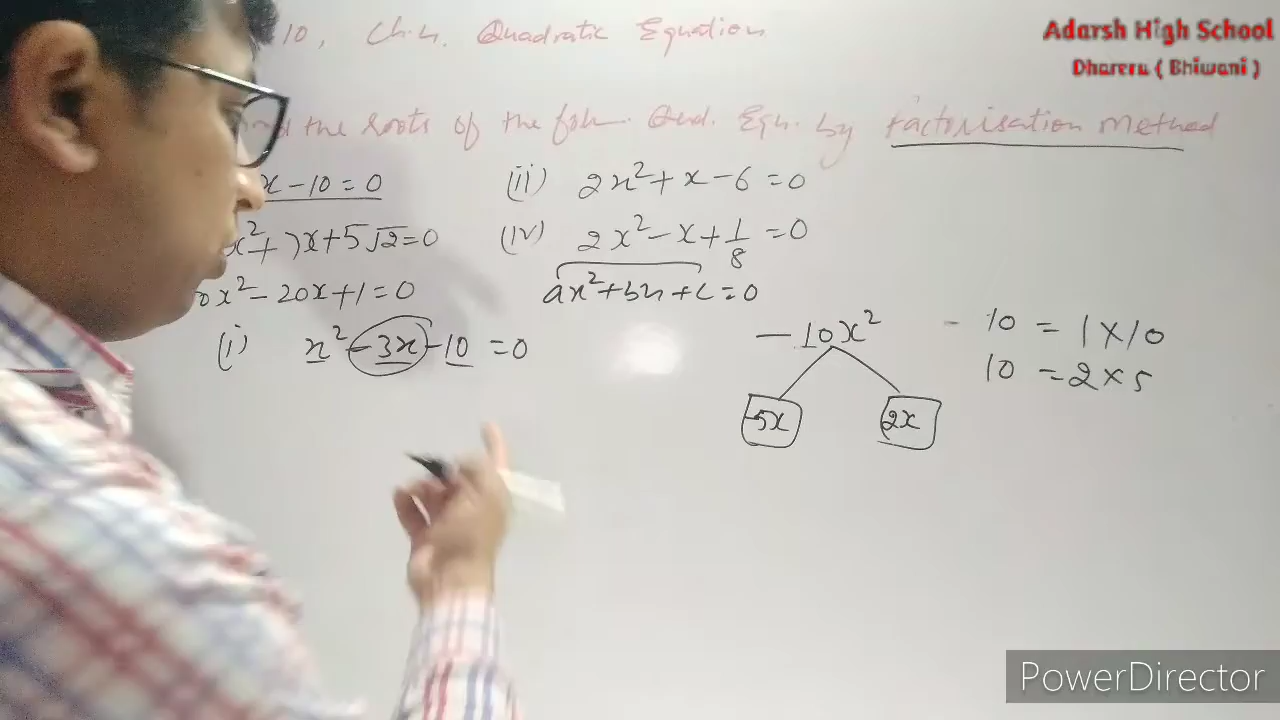 10, Ch.4. Quadratic Equation
Adarsh High School
Dhareru ( Bhiwani )
the roots of the foll. Qud. Eqn. by factorisation method
x - 10 = 0
(ii) 2x² + x - 6 = 0
x² + 7x + 5√2 = 0
(iv) 2x² - x + 1/8 = 0
x² - 20x + 1 = 0
ax² + bx + c = 0
(i) x² - 3x - 10 = 0
- 10x²
- 10 = 1 x 10
10 = 2 x 5
-5x
2x
PowerDirector